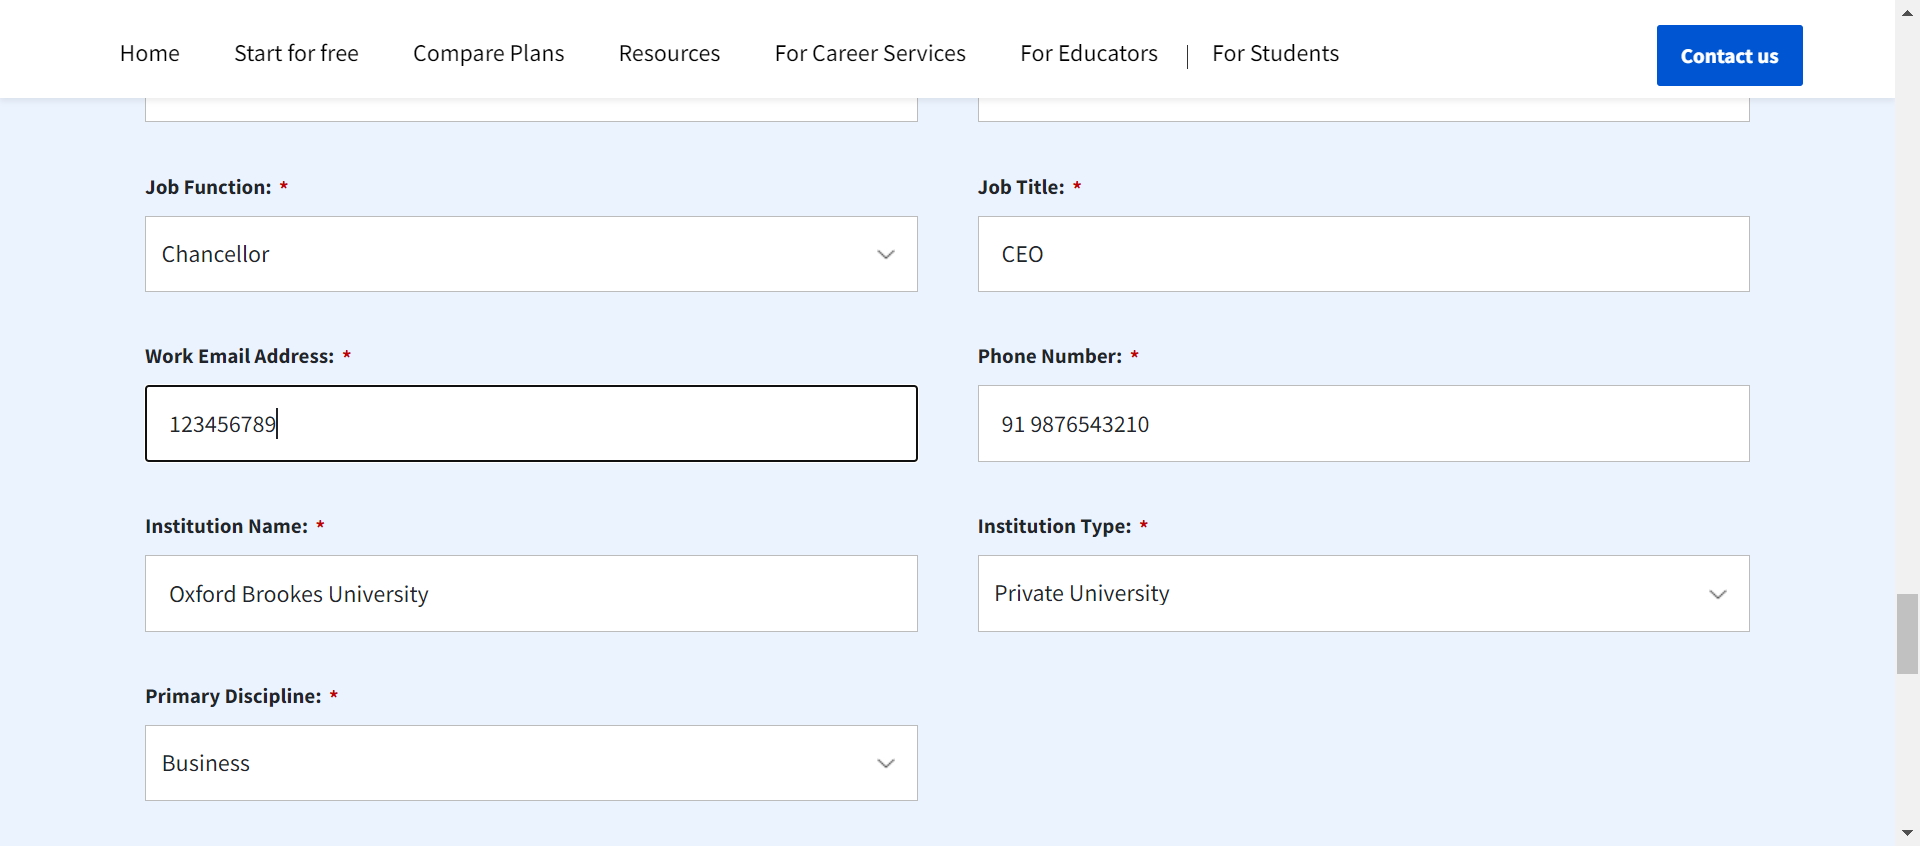 Home Start for free Compare Plans Resources For Career Services For Educators | For Students Contact us
Job Function: * Job Title: *
Chancellor CEO
Work Email Address: * Phone Number: *
123456789 91 9876543210
Institution Name: * Institution Type: *
Oxford Brookes University Private University
Primary Discipline: *
Business